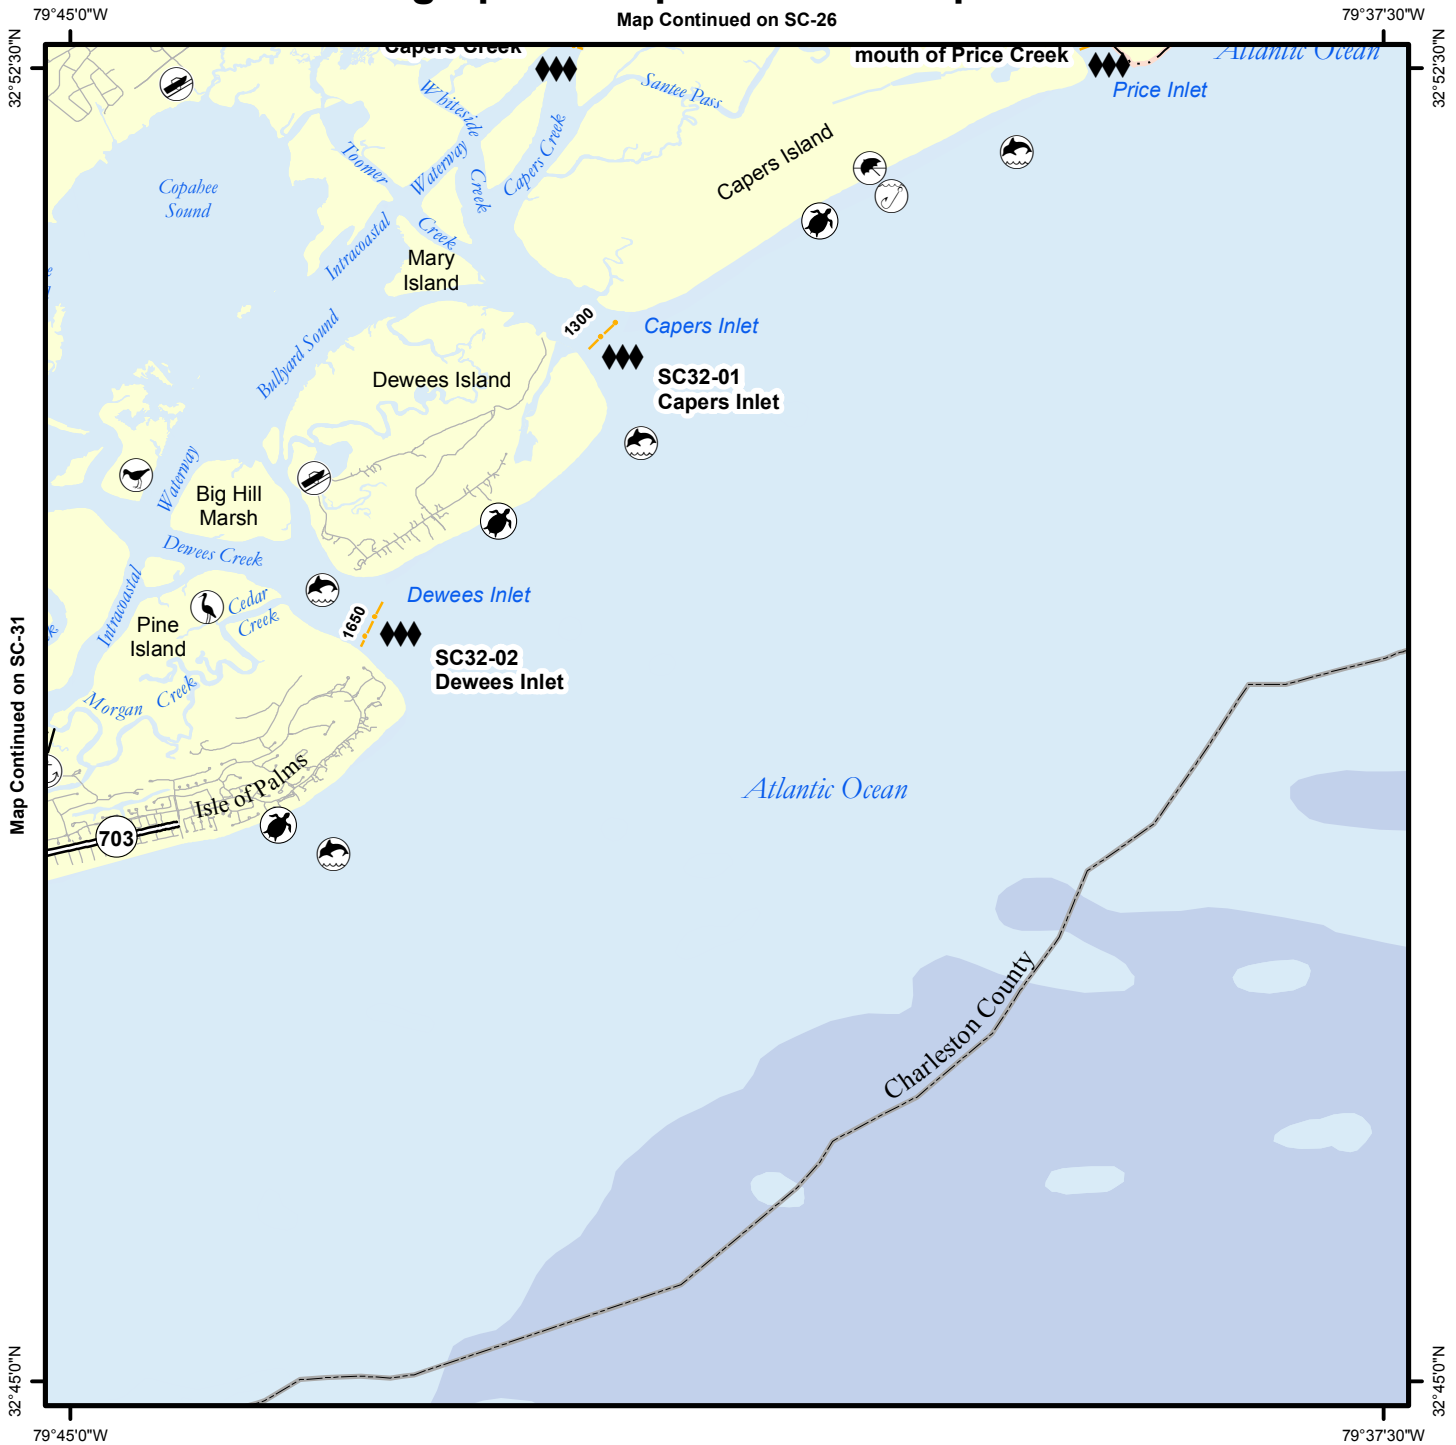 79°45'0"W
Map Continued on SC-26
79°37'30"W
32°52'30"N
32°52'30"N
Capers Creek
mouth of Price Creek
Atlantic Ocean
Price Inlet
Santee Pass
Whiteside
Creek
Capers Creek
Toomer
Creek
Waterway
Intracoastal
Copahee
Sound
Capers Island
Mary
Island
1300
Capers Inlet
SC32-01
Capers Inlet
Bullyard Sound
Dewees Island
Waterway
Big Hill
Marsh
Dewees Creek
Intracoastal
Cedar
Creek
Dewees Inlet
1650
SC32-02
Dewees Inlet
Pine
Island
Morgan Creek
Map Continued on SC-31
Isle of Palms
703
Atlantic Ocean
Charleston County
32°45'0"N
32°45'0"N
79°45'0"W
79°37'30"W